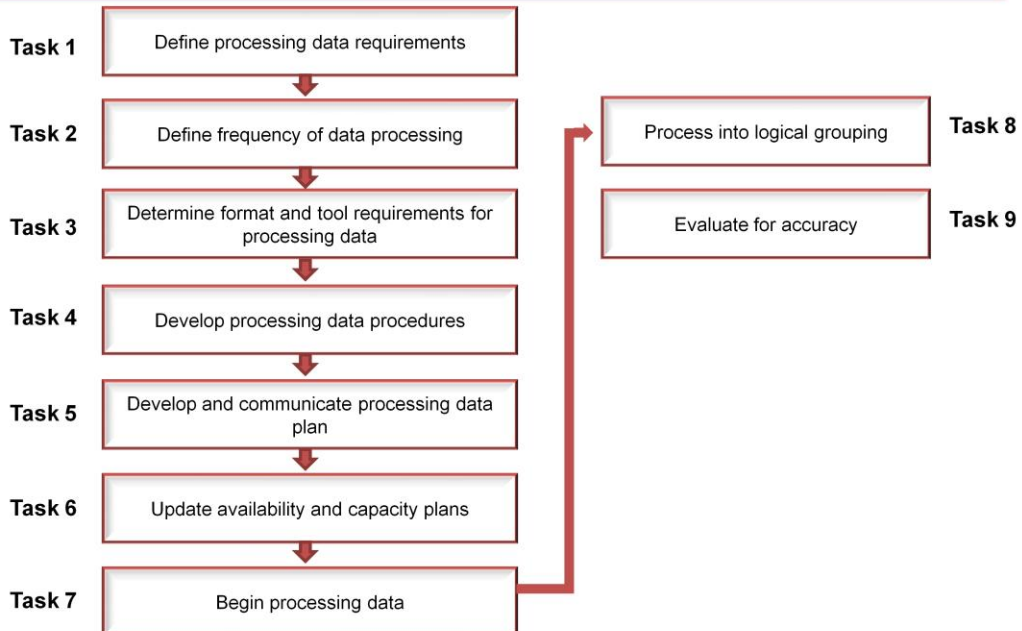 Task 1
Define processing data requirements
Task 2
Define frequency of data processing
Task 3
Determine format and tool requirements for
processing data
Task 4
Develop processing data procedures
Task 5
Develop and communicate processing data
plan
Task 6
Update availability and capacity plans
Task 7
Begin processing data
Process into logical grouping
Task 8
Evaluate for accuracy
Task 9